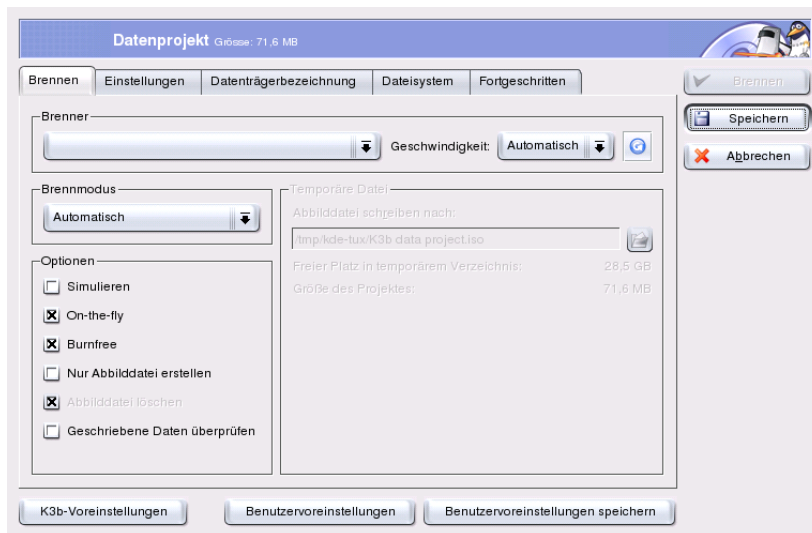 Datenprojekt Grösse: 71,6 MB
Brennen Einstellungen Datenträgerbezeichnung Dateisystem Fortgeschritten
Brennen
Speichern
Abbrechen
Brenner
Geschwindigkeit: Automatisch
Brennmodus
Automatisch
Optionen
Simulieren
On-the-fly
Burnfree
Nur Abbilddatei erstellen
Abbilddatei löschen
Geschriebene Daten überprüfen
Temporäre Datei
Abbilddatei schreiben nach:
/tmp/kde-tux/K3b data project.iso
Freier Platz in temporärem Verzeichnis: 28,5 GB
Größe des Projektes: 71,6 MB
K3b-Voreinstellungen Benutzervoreinstellungen Benutzervoreinstellungen speichern